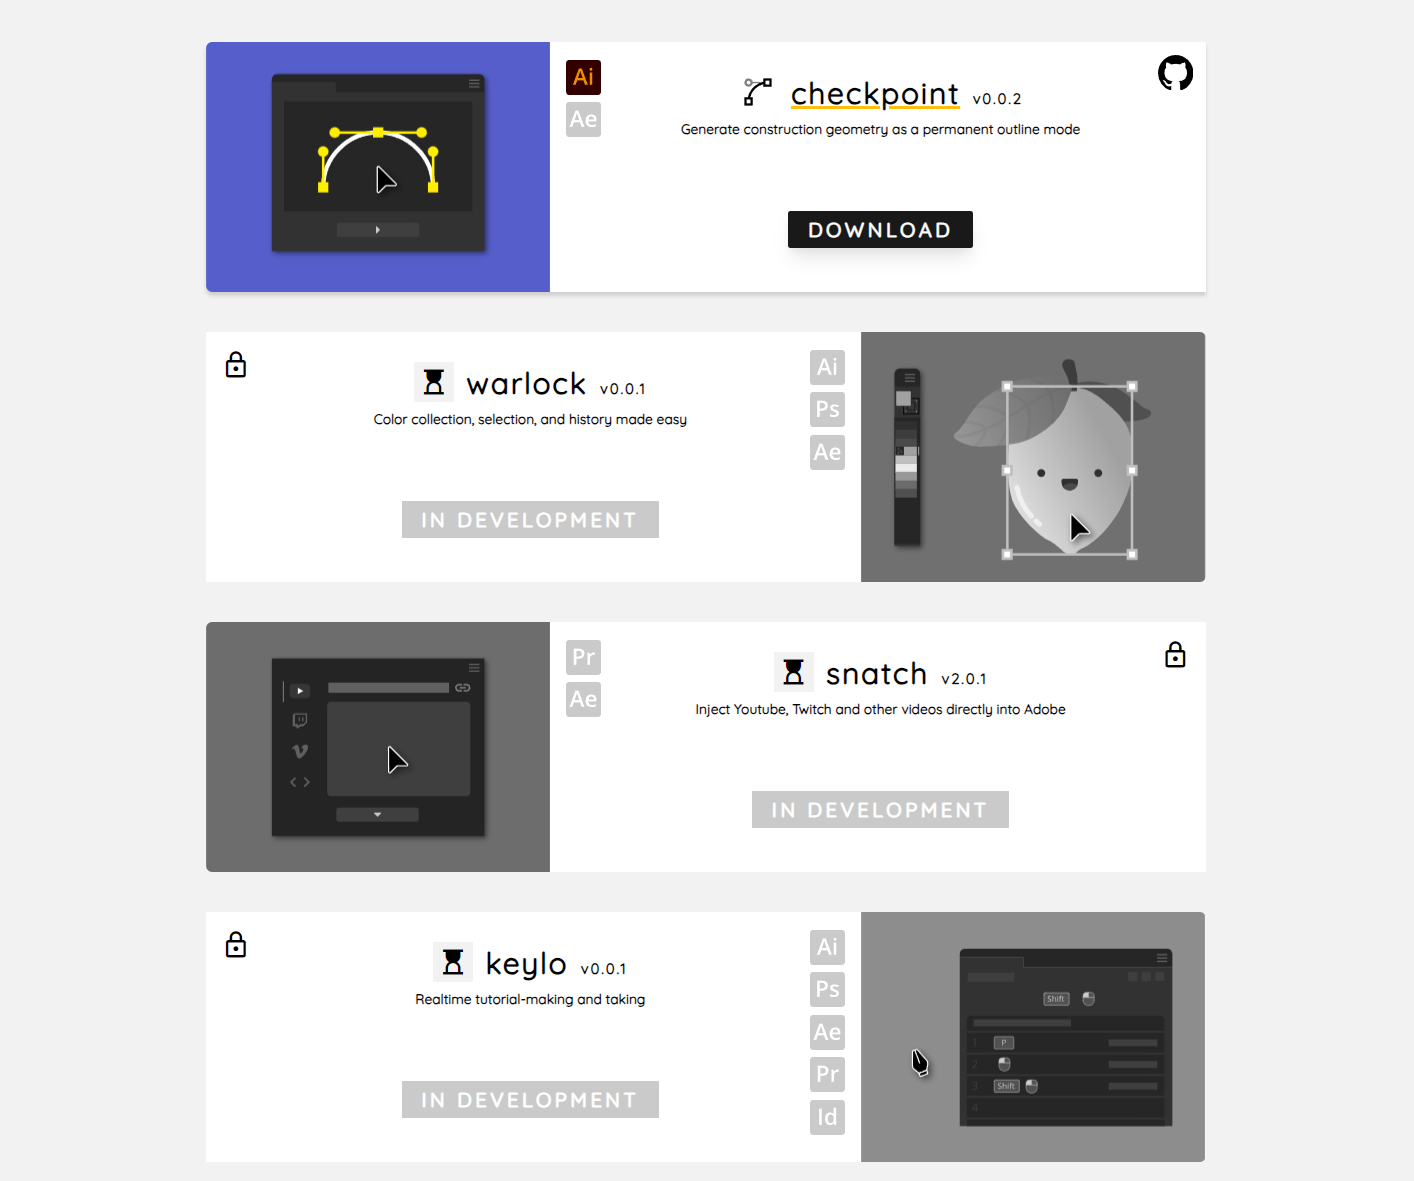 Ai
Ae
checkpoint v0.0.2
Generate construction geometry as a permanent outline mode
DOWNLOAD
warlock v0.0.1
Color collection, selection, and history made easy
IN DEVELOPMENT
Ai
Ps
Ae
Pr
Ae
snatch v2.0.1
Inject Youtube, Twitch and other videos directly into Adobe
IN DEVELOPMENT
keylo v0.0.1
Realtime tutorial-making and taking
IN DEVELOPMENT
Ai
Ps
Ae
Pr
Id
Shift
1 P
2
3 Shift
4